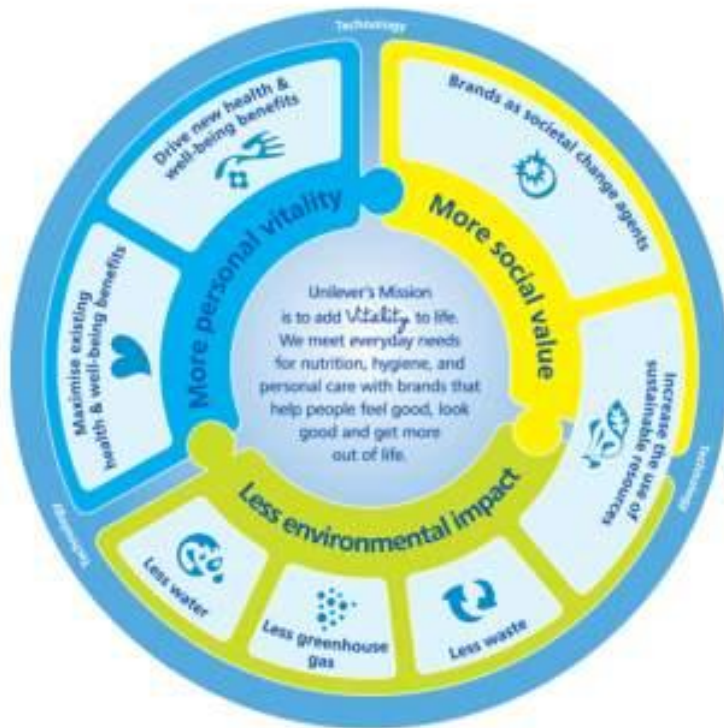 Technology
Drive new health &
well-being benefits
Brands as societal change agents
More personal vitality
More social value
Maximise existing
health & well-being benefits
Unilever's Mission
is to add Vitality to life.
We meet everyday needs
for nutrition, hygiene, and
personal care with brands that
help people feel good, look
good and get more
out of life.
Increase the use of
sustainable resources
Technology
Technology
Less environmental impact
Less water
Less greenhouse
gas
Less waste